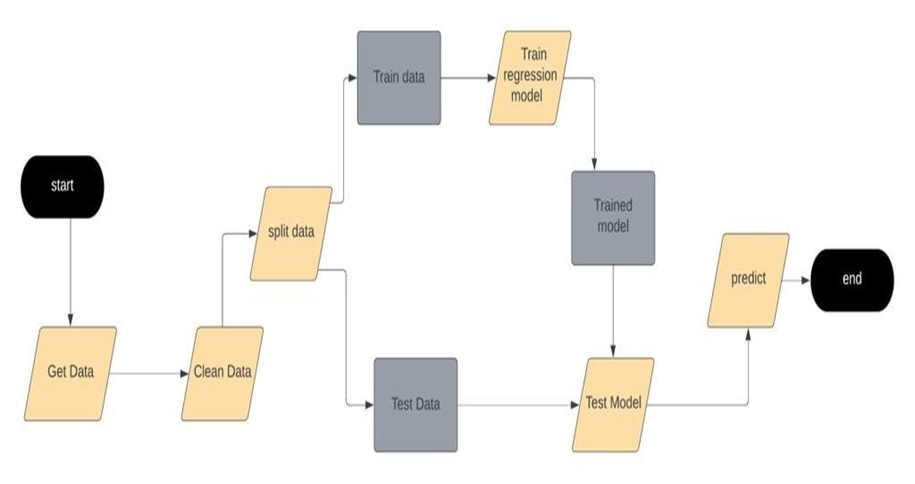 start
Get Data
Clean Data
split data
Train data
Train
regression
model
Trained
model
Test Data
Test Model
predict
end